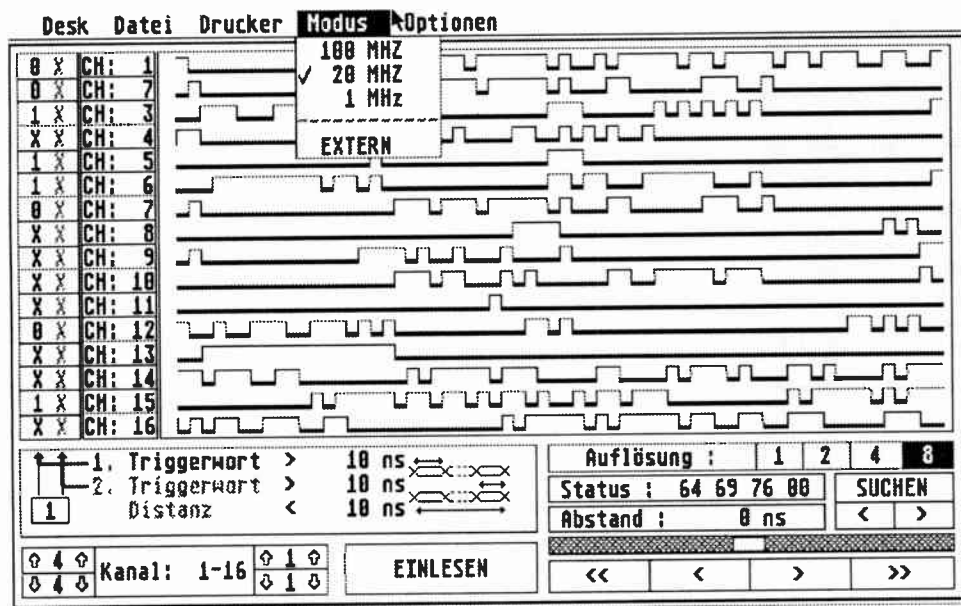 Desk Datei Drucker Modus Optionen
100 MHZ
✓ 20 MHZ
1 MHz
EXTERN
0 X CH: 1
0 X CH: 7
1 X CH: 3
X X CH: 4
1 X CH: 5
1 X CH: 6
0 X CH: 7
X X CH: 8
X X CH: 9
X X CH: 10
X X CH: 11
0 X CH: 12
X X CH: 13
X X CH: 14
1 X CH: 15
X X CH: 16
1. Triggerwort > 10 ns
2. Triggerwort > 10 ns
1 Distanz < 10 ns
Auflösung : 1 2 4 8
Status : 64 69 76 00 SUCHEN
Abstand : 0 ns < >
4 Kanal: 1-16 1
4 1
EINLESEN
<< < > >>